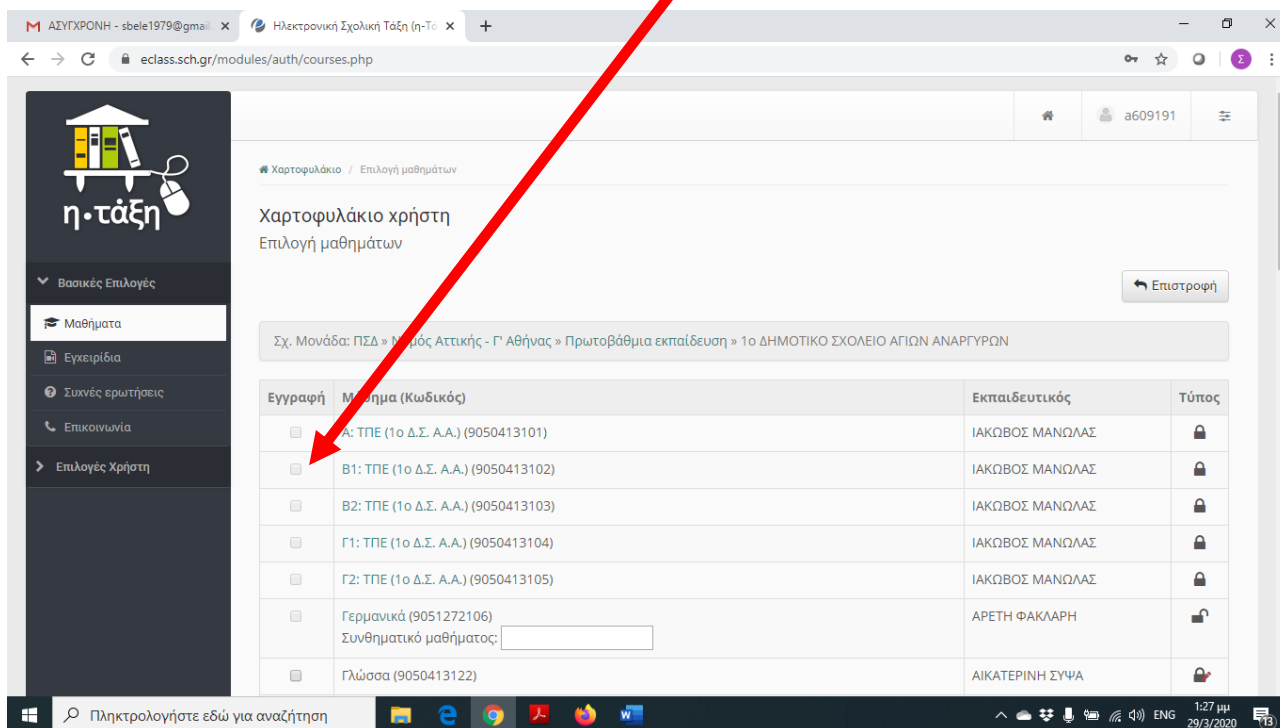 ΑΣΥΓΧΡΟΝΗ - sbele1979@gmail
Ηλεκτρονική Σχολική Τάξη (η-Τά
eclass.sch.gr/modules/auth/courses.php
Σ
η•τάξη
a609191
Χαρτοφυλάκιο / Επιλογή μαθημάτων
Χαρτοφυλάκιο χρήστη
Επιλογή μαθημάτων
Βασικές Επιλογές
Επιστροφή
Μαθήματα
Εγχειρίδια
Συχνές ερωτήσεις
Επικοινωνία
Επιλογές Χρήστη
Σχ. Μονάδα: ΠΣΔ » Νομός Αττικής - Γ' Αθήνας » Πρωτοβάθμια εκπαίδευση » 1ο ΔΗΜΟΤΙΚΟ ΣΧΟΛΕΙΟ ΑΓΙΩΝ ΑΝΑΡΓΥΡΩΝ
Εγγραφή Μάθημα (Κωδικός) Εκπαιδευτικός Τύπος
Α: ΤΠΕ (1ο Δ.Σ. Α.Α.) (9050413101) ΙΑΚΩΒΟΣ ΜΑΝΩΛΑΣ
Β1: ΤΠΕ (1ο Δ.Σ. Α.Α.) (9050413102) ΙΑΚΩΒΟΣ ΜΑΝΩΛΑΣ
Β2: ΤΠΕ (1ο Δ.Σ. Α.Α.) (9050413103) ΙΑΚΩΒΟΣ ΜΑΝΩΛΑΣ
Γ1: ΤΠΕ (1ο Δ.Σ. Α.Α.) (9050413104) ΙΑΚΩΒΟΣ ΜΑΝΩΛΑΣ
Γ2: ΤΠΕ (1ο Δ.Σ. Α.Α.) (9050413105) ΙΑΚΩΒΟΣ ΜΑΝΩΛΑΣ
Γερμανικά (9051272106) ΑΡΕΤΗ ΦΑΚΛΑΡΗ
Συνθηματικό μαθήματος:
Γλώσσα (9050413122) ΑΙΚΑΤΕΡΙΝΗ ΣΥΨΑ
Πληκτρολογήστε εδώ για αναζήτηση
ENG
1:27 μμ
29/3/2020